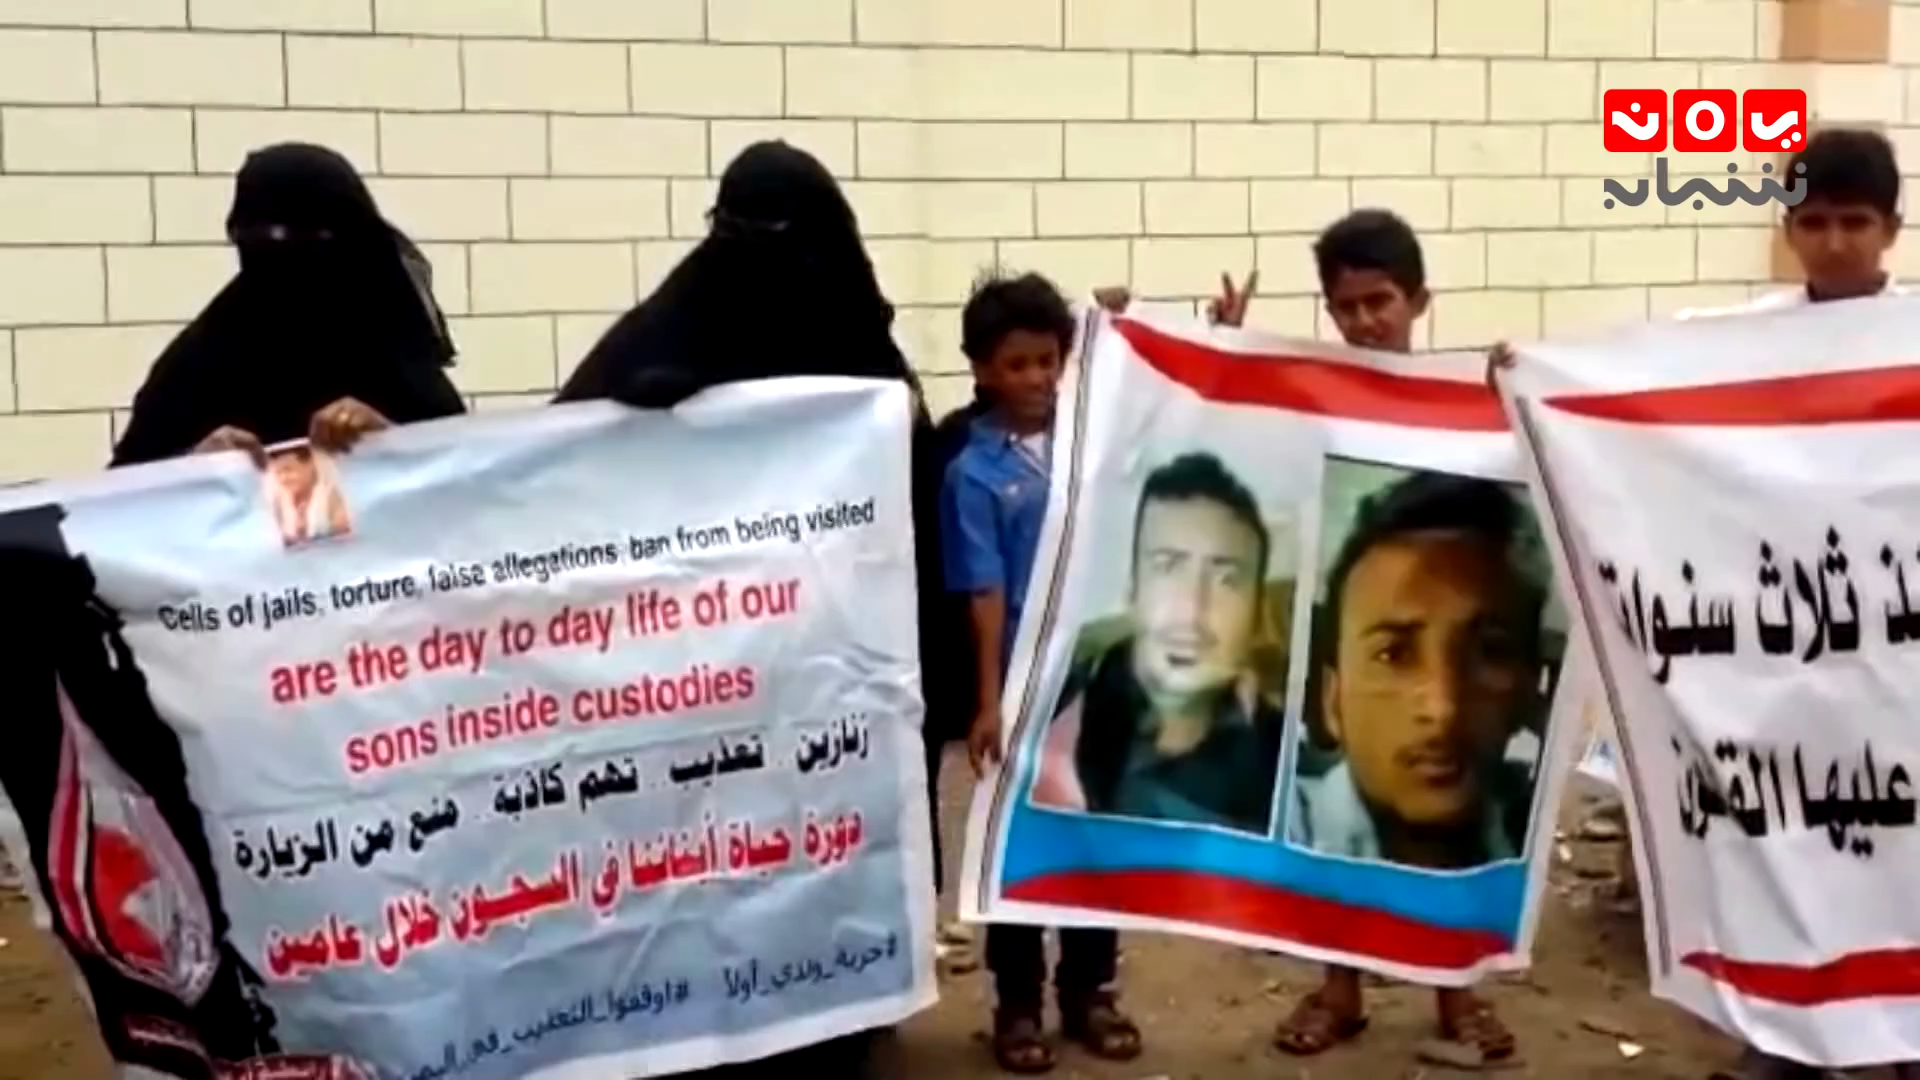 يمن
شباب
Cells of jails, torture, false allegations, ban from being visited
are the day to day life of our
sons inside custodies
زنازين .. تعذيب .. تهم كاذبة .. منع من الزيارة
دورة حياة أبنائنا في السجون خلال عامين
#حرية_ولدي_أولاً #اوقفوا_التعذيب_في_اليمن
ثلاث سنوات
عليها القانون